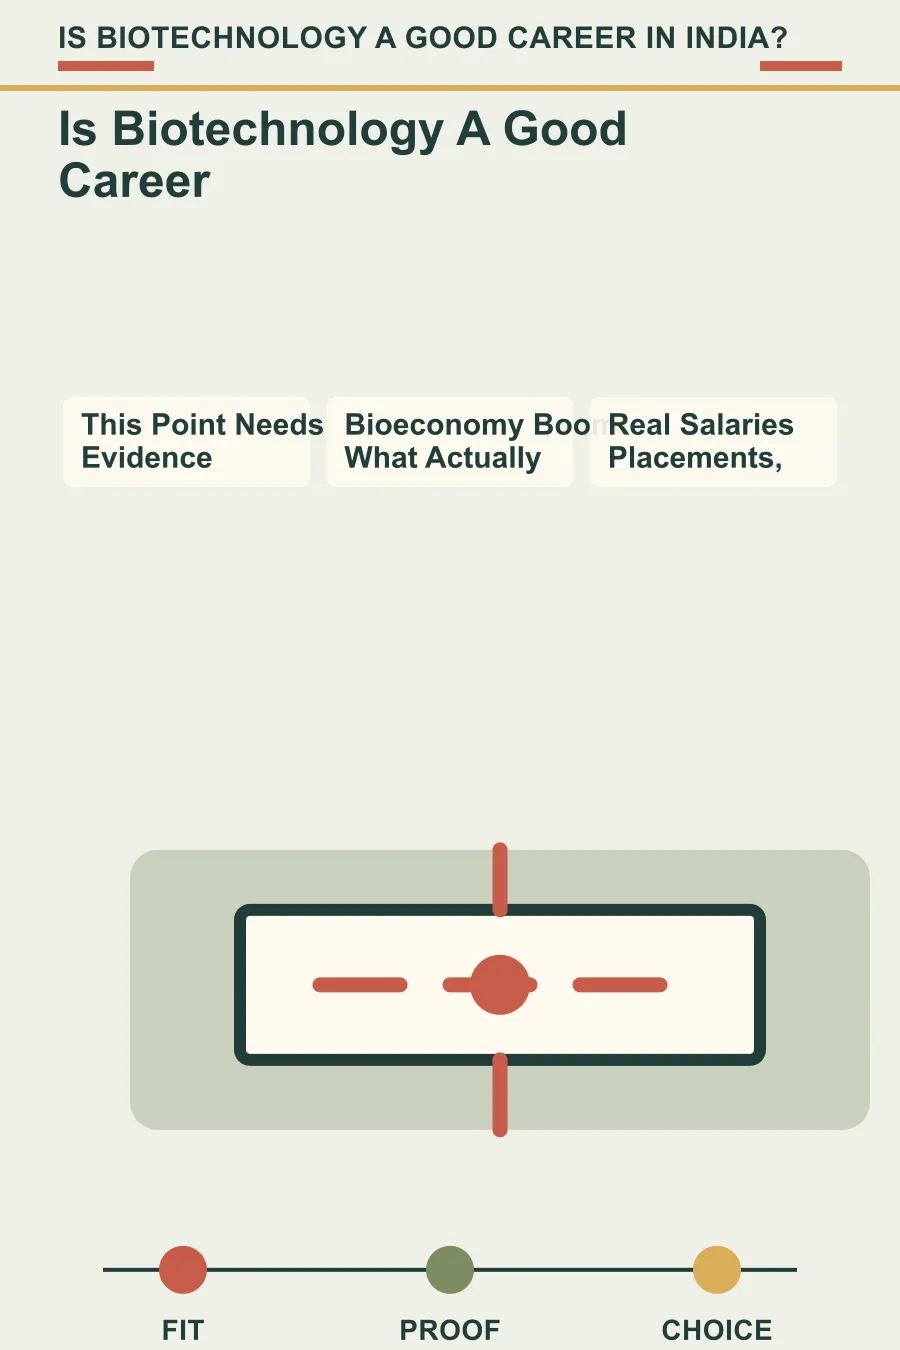 IS BIOTECHNOLOGY A GOOD CAREER IN INDIA?
Is Biotechnology A Good
Career
This Point Needs
Evidence
Bioeconomy Boom
What Actually
Real Salaries
Placements,
FIT
PROOF
CHOICE